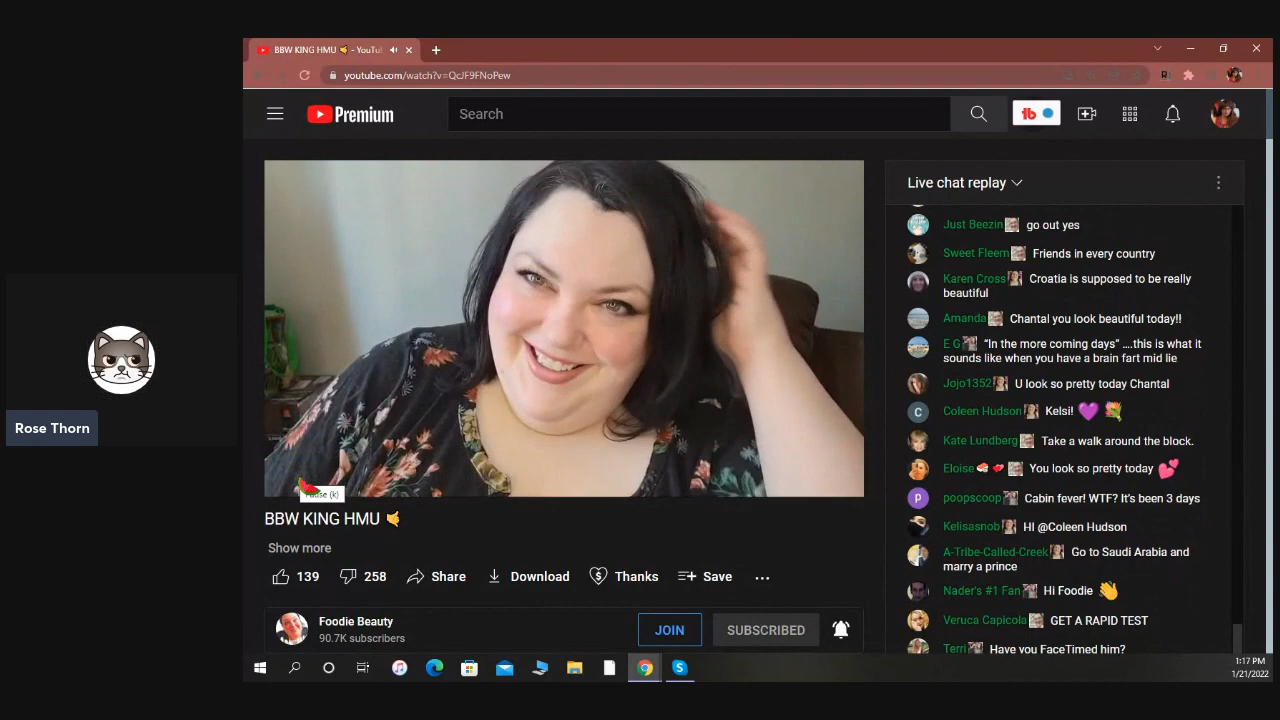 BBW KING HMU 🤙 - YouTu
youtube.com/watch?v=QcJF9FNoPew
Premium
Search
Live chat replay
Just Beezin go out yes
Sweet Fleem Friends in every country
Karen Cross Croatia is supposed to be really
beautiful
Amanda Chantal you look beautiful today!!
E G “In the more coming days” ....this is what it
sounds like when you have a brain fart mid lie
Jojo1352 U look so pretty today Chantal
C Coleen Hudson Kelsi! 💜 💐
Kate Lundberg Take a walk around the block.
Eloise You look so pretty today 💕
p poopscoop Cabin fever! WTF? It's been 3 days
Kelisasnob HI @Coleen Hudson
A-Tribe-Called-Creek Go to Saudi Arabia and
marry a prince
Nader's #1 Fan Hi Foodie 👋
Veruca Capicola GET A RAPID TEST
Terri Have you FaceTimed him?
Rose Thorn
(k)
BBW KING HMU 🤙
Show more
139 258 Share Download Thanks Save
Foodie Beauty
90.7K subscribers
JOIN
SUBSCRIBED
1:17 PM
1/21/2022